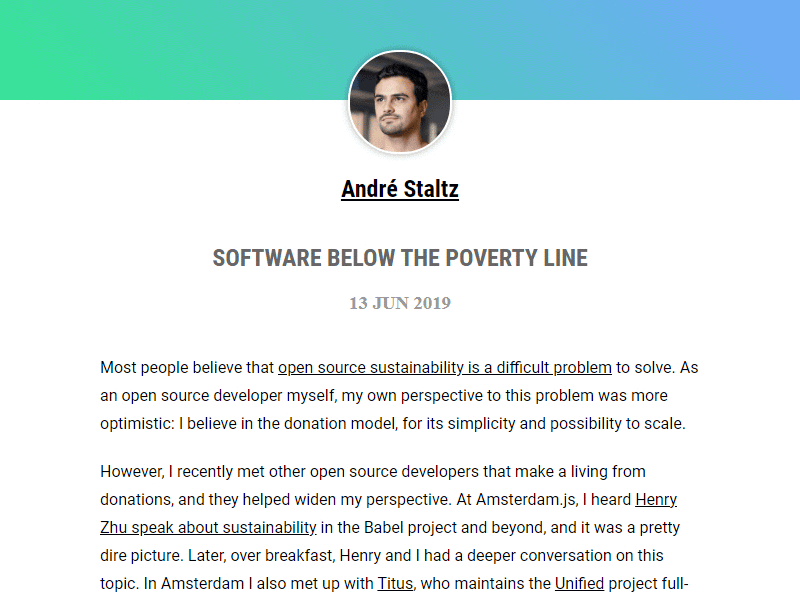 André Staltz
SOFTWARE BELOW THE POVERTY LINE
13 JUN 2019
Most people believe that open source sustainability is a difficult problem to solve. As
an open source developer myself, my own perspective to this problem was more
optimistic: I believe in the donation model, for its simplicity and possibility to scale.
However, I recently met other open source developers that make a living from
donations, and they helped widen my perspective. At Amsterdam.js, I heard Henry
Zhu speak about sustainability in the Babel project and beyond, and it was a pretty
dire picture. Later, over breakfast, Henry and I had a deeper conversation on this
topic. In Amsterdam I also met up with Titus, who maintains the Unified project full-